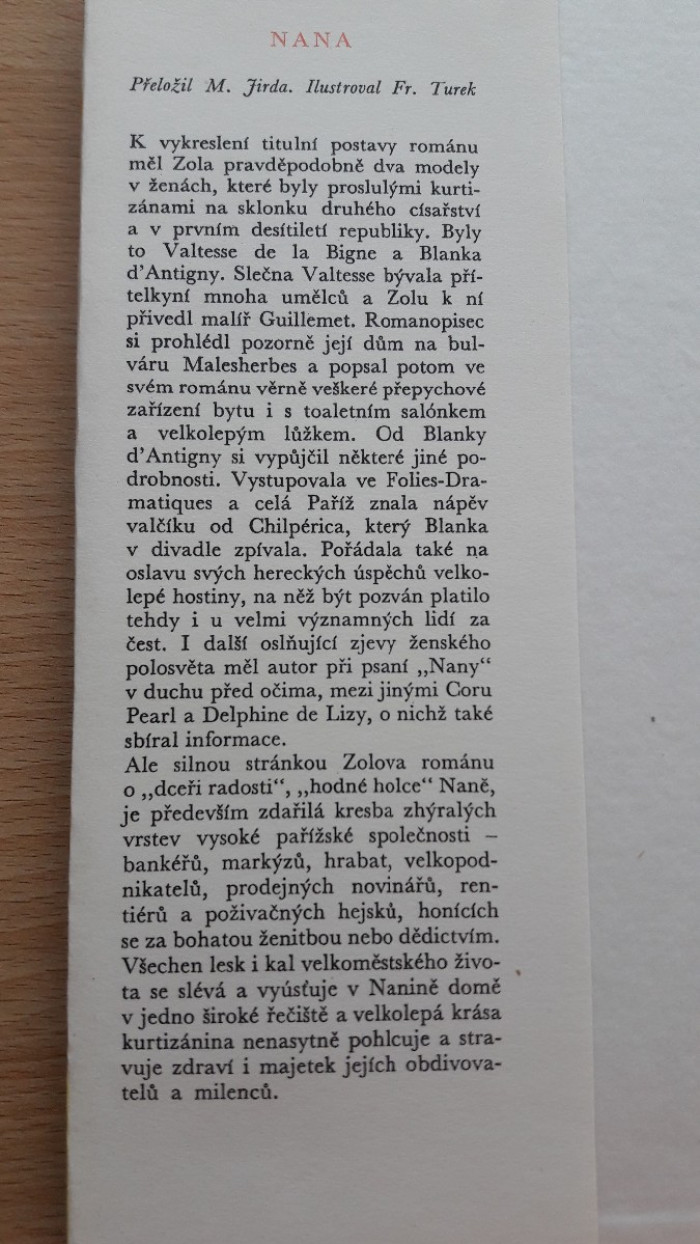 NANA
Přeložil M. Jirda. Ilustroval Fr. Turek
K vykreslení titulní postavy románu
měl Zola pravděpodobně dva modely
v ženách, které byly proslulými kurti-
zánami na sklonku druhého císařství
a v prvním desítiletí republiky. Byly
to Valtesse de la Bigne a Blanka
d'Antigny. Slečna Valtesse bývala pří-
telkyní mnoha umělců a Zolu k ní
přivedl malíř Guillemet. Romanopisec
si prohlédl pozorně její dům na bul-
váru Malesherbes a popsal potom ve
svém románu věrně veškeré přepychové
zařízení bytu i s toaletním salónkem
a velkolepým lůžkem. Od Blanky
d'Antigny si vypůjčil některé jiné po-
drobnosti. Vystupovala ve Folies-Dra-
matiques a celá Paříž znala nápěv
valčíku od Chilpérica, který Blanka
v divadle zpívala. Pořádala také na
oslavu svých hereckých úspěchů velko-
lepé hostiny, na něž být pozván platilo
tehdy i u velmi významných lidí za
čest. I další oslňující zjevy ženského
polosvěta měl autor při psaní „Nany“
v duchu před očima, mezi jinými Coru
Pearl a Delphine de Lizy, o nichž také
sbíral informace.
Ale silnou stránkou Zolova románu
o „dceři radosti“, „hodné holce“ Naně,
je především zdařilá kresba zhýralých
vrstev vysoké pařížské společnosti –
bankéřů, markýzů, hrabat, velkopod-
nikatelů, prodejných novinářů, ren-
tiérů a poživačných hejsků, honících
se za bohatou ženitbou nebo dědictvím.
Všechen lesk i kal velkoměstského živo-
ta se slévá a vyúsťuje v Nanině domě
v jedno široké řečiště a velkolepá krása
kurtizánina nenasytně pohlcuje a stra-
vuje zdraví i majetek jejích obdivova-
telů a milenců.